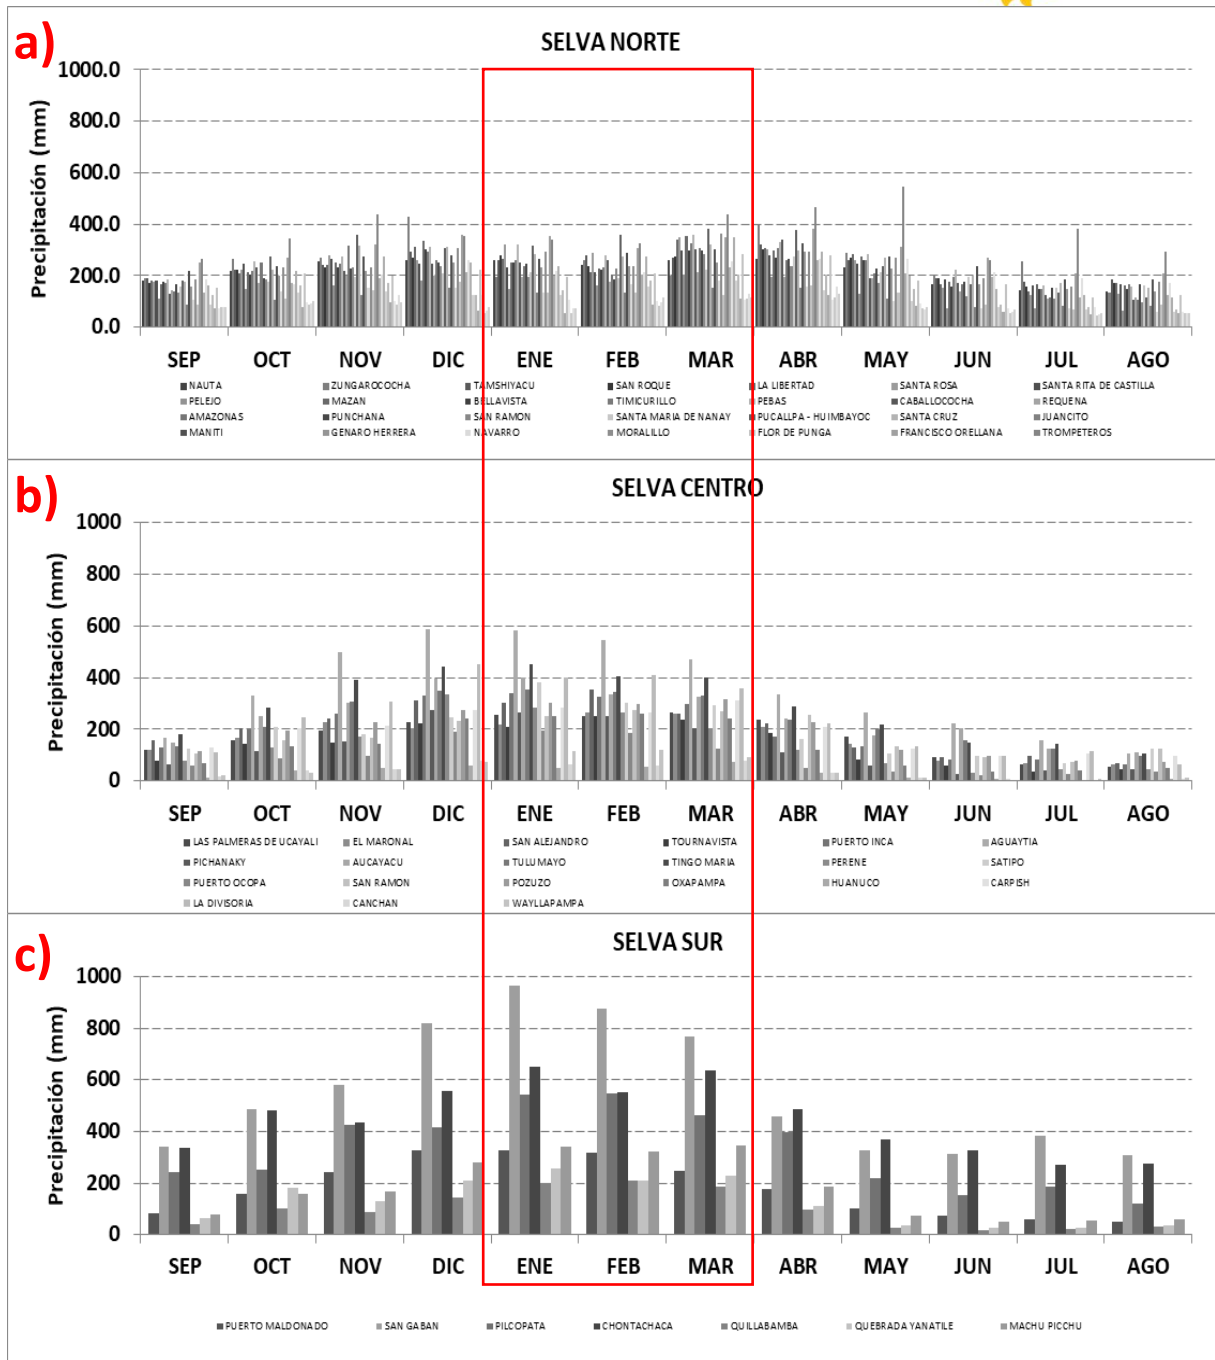 a)
SELVA NORTE
Precipitación (mm)
1000.0
800.0
600.0
400.0
200.0
0.0
SEP OCT NOV DIC ENE FEB MAR ABR MAY JUN JUL AGO
NAUTA ZUNGAROCOCHA TAMSHIYACU SAN ROQUE LA LIBERTAD SANTA ROSA SANTA RITA DE CASTILLA
PELEJO MAZAN BELLAVISTA TIMICURILLO PEBAS CABALLOCOCHA REQUENA
AMAZONAS PUNCHANA SAN RAMON SANTA MARIA DE NANAY PUCALLPA - HUIMBAYOC SANTA CRUZ JUANCITO
MANITI GENARO HERRERA NAVARRO MORALILLO FLOR DE PUNGA FRANCISCO ORELLANA TROMPETEROS
b)
SELVA CENTRO
Precipitación (mm)
1000
800
600
400
200
0
SEP OCT NOV DIC ENE FEB MAR ABR MAY JUN JUL AGO
LAS PALMERAS DE UCAYALI EL MARONAL SAN ALEJANDRO TOURNAVISTA PUERTO INCA AGUAYTIA
PICHANAKY AUCAYACU TULUMAYO TINGO MARIA PERENE SATIPO
PUERTO OCOPA SAN RAMON POZUZO OXAPAMPA HUANUCO CARPISH
LA DIVISORIA CANCHAN WAYLLAPAMPA
c)
SELVA SUR
Precipitación (mm)
1000
800
600
400
200
0
SEP OCT NOV DIC ENE FEB MAR ABR MAY JUN JUL AGO
PUERTO MALDONADO SAN GABAN PILCOPATA CHONTACHACA QUILLABAMBA QUEBRADA YANATILE MACHU PICCHU